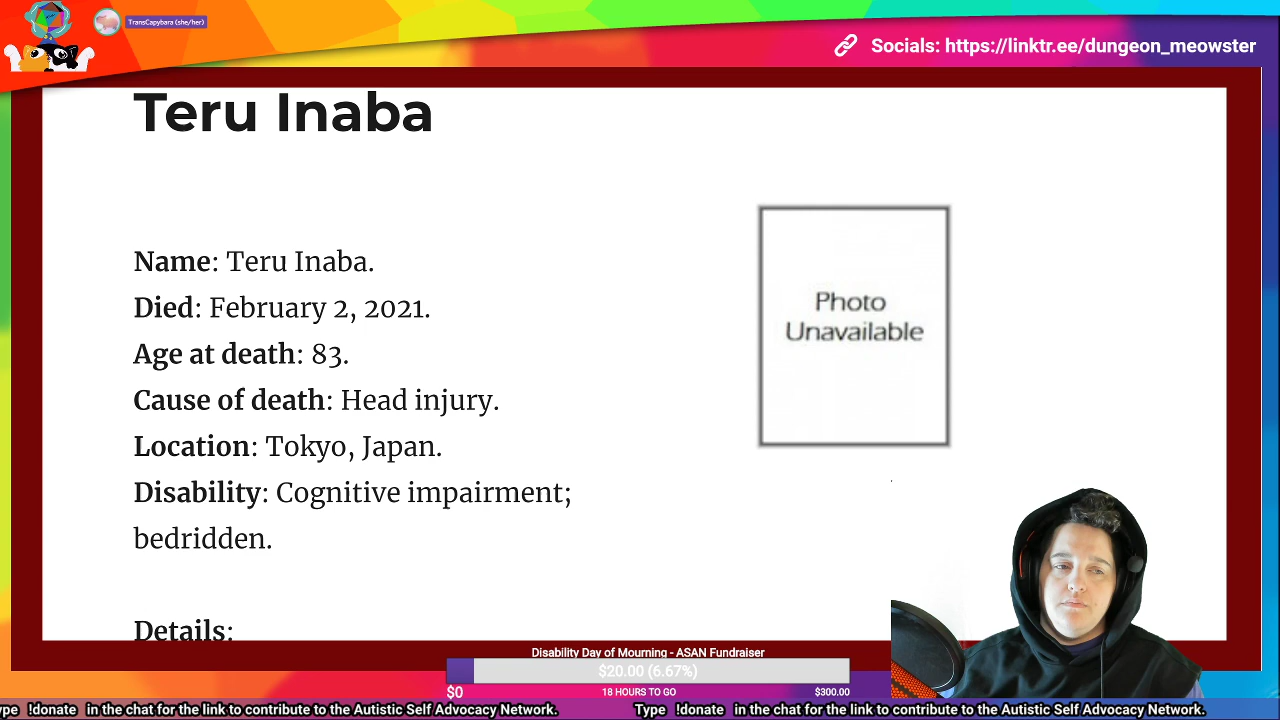 TransCapybara (she/her)
Socials: https://linktr.ee/dungeon_meowster
Teru Inaba
Name: Teru Inaba.
Died: February 2, 2021.
Age at death: 83.
Cause of death: Head injury.
Location: Tokyo, Japan.
Disability: Cognitive impairment;
bedridden.
Details:
Photo
Unavailable
Disability Day of Mourning - ASAN Fundraiser
$20.00 (6.67%)
$0 18 HOURS TO GO $300.00
ype !donate in the chat for the link to contribute to the Autistic Self Advocacy Network. Type !donate in the chat for the link to contribute to the Autistic Self Advocacy Network.